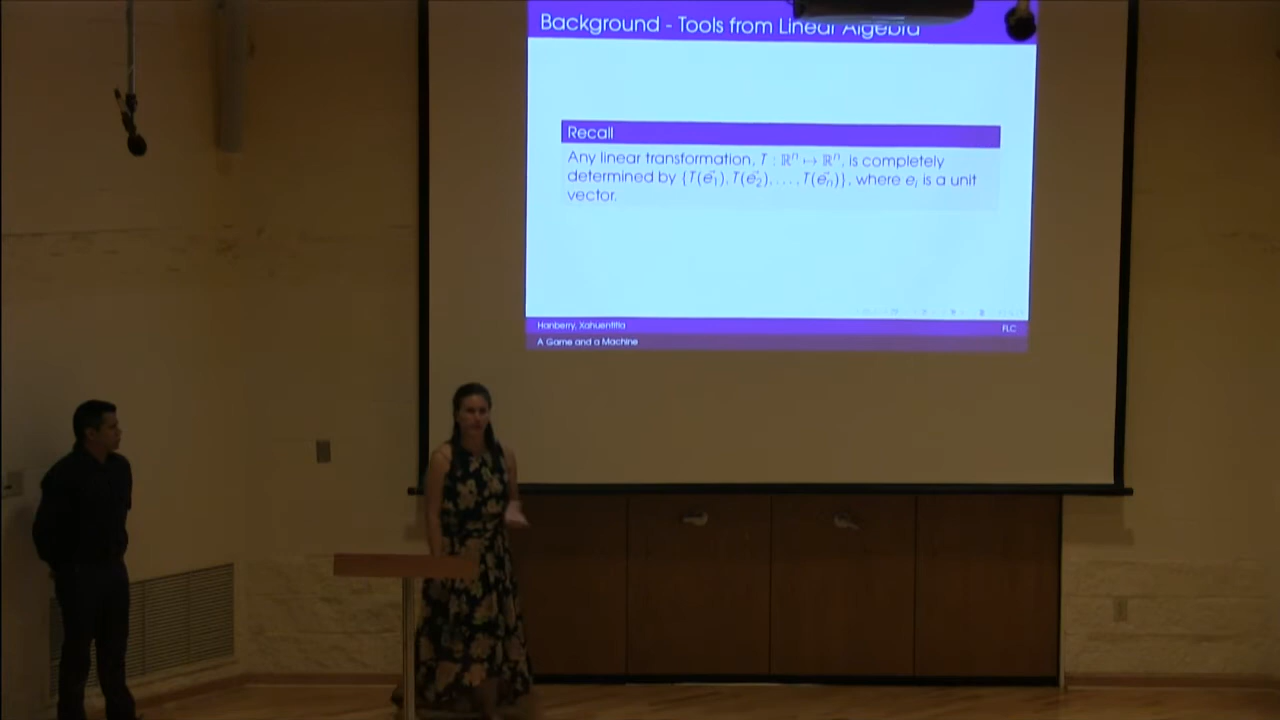 Background - Tools from Linear Algebra
Recall
Any linear transformation, T : ℝⁿ ↦ ℝⁿ, is completely
determined by {T(e⃗₁), T(e⃗₂), . . . , T(e⃗ₙ)}, where eᵢ is a unit
vector.
Hanberry, Xahuentitla
FLC
A Game and a Machine